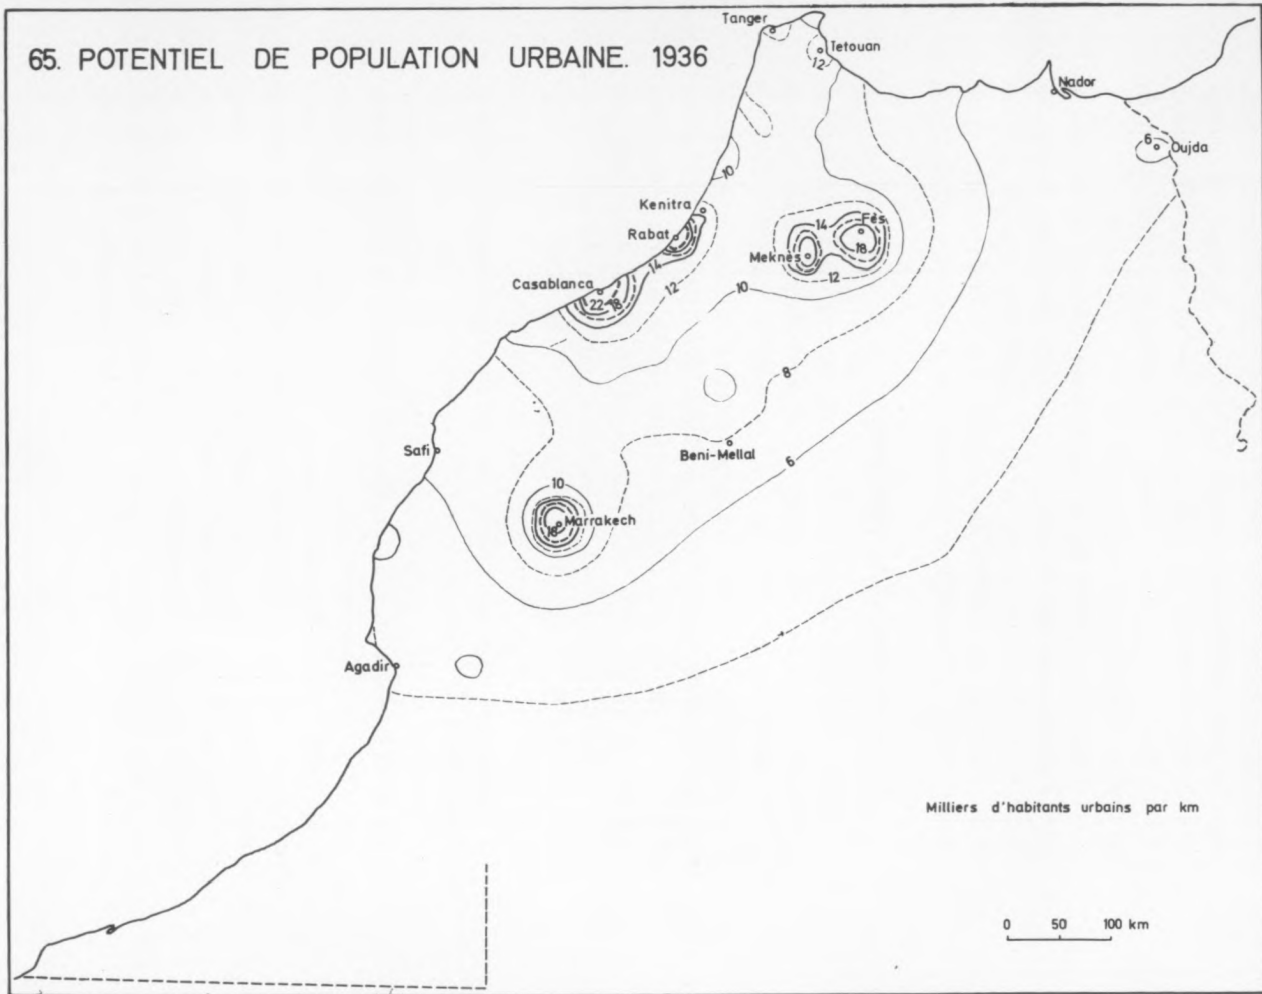 65. POTENTIEL DE POPULATION URBAINE. 1936
Tanger
12
Tetouan
Nador
6
Oujda
10
Kenitra
Rabat
14
Fès
18
Meknès
12
Casablanca
14
22
18
12
10
8
Safi
Beni-Mellal
6
10
Marrakech
18
Agadir
Milliers d'habitants urbains par km
0 50 100 km